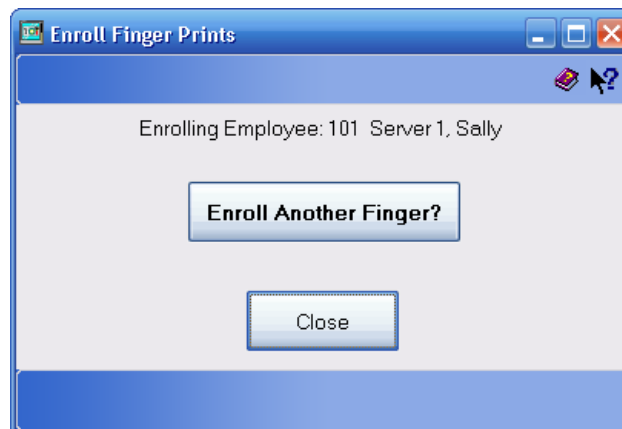 Enroll Finger Prints
Enrolling Employee: 101 Server 1, Sally
Enroll Another Finger?
Close